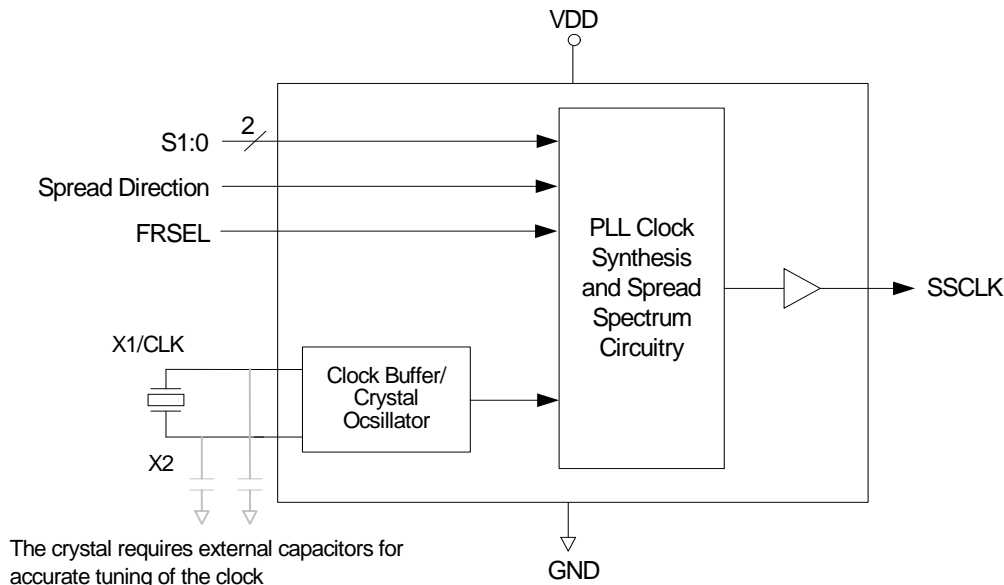 VDD
2
S1:0
Spread Direction
FRSEL
PLL Clock
Synthesis
and Spread
Spectrum
Circuitry
SSCLK
X1/CLK
Clock Buffer/
Crystal
Ocsillator
X2
The crystal requires external capacitors for
accurate tuning of the clock
GND